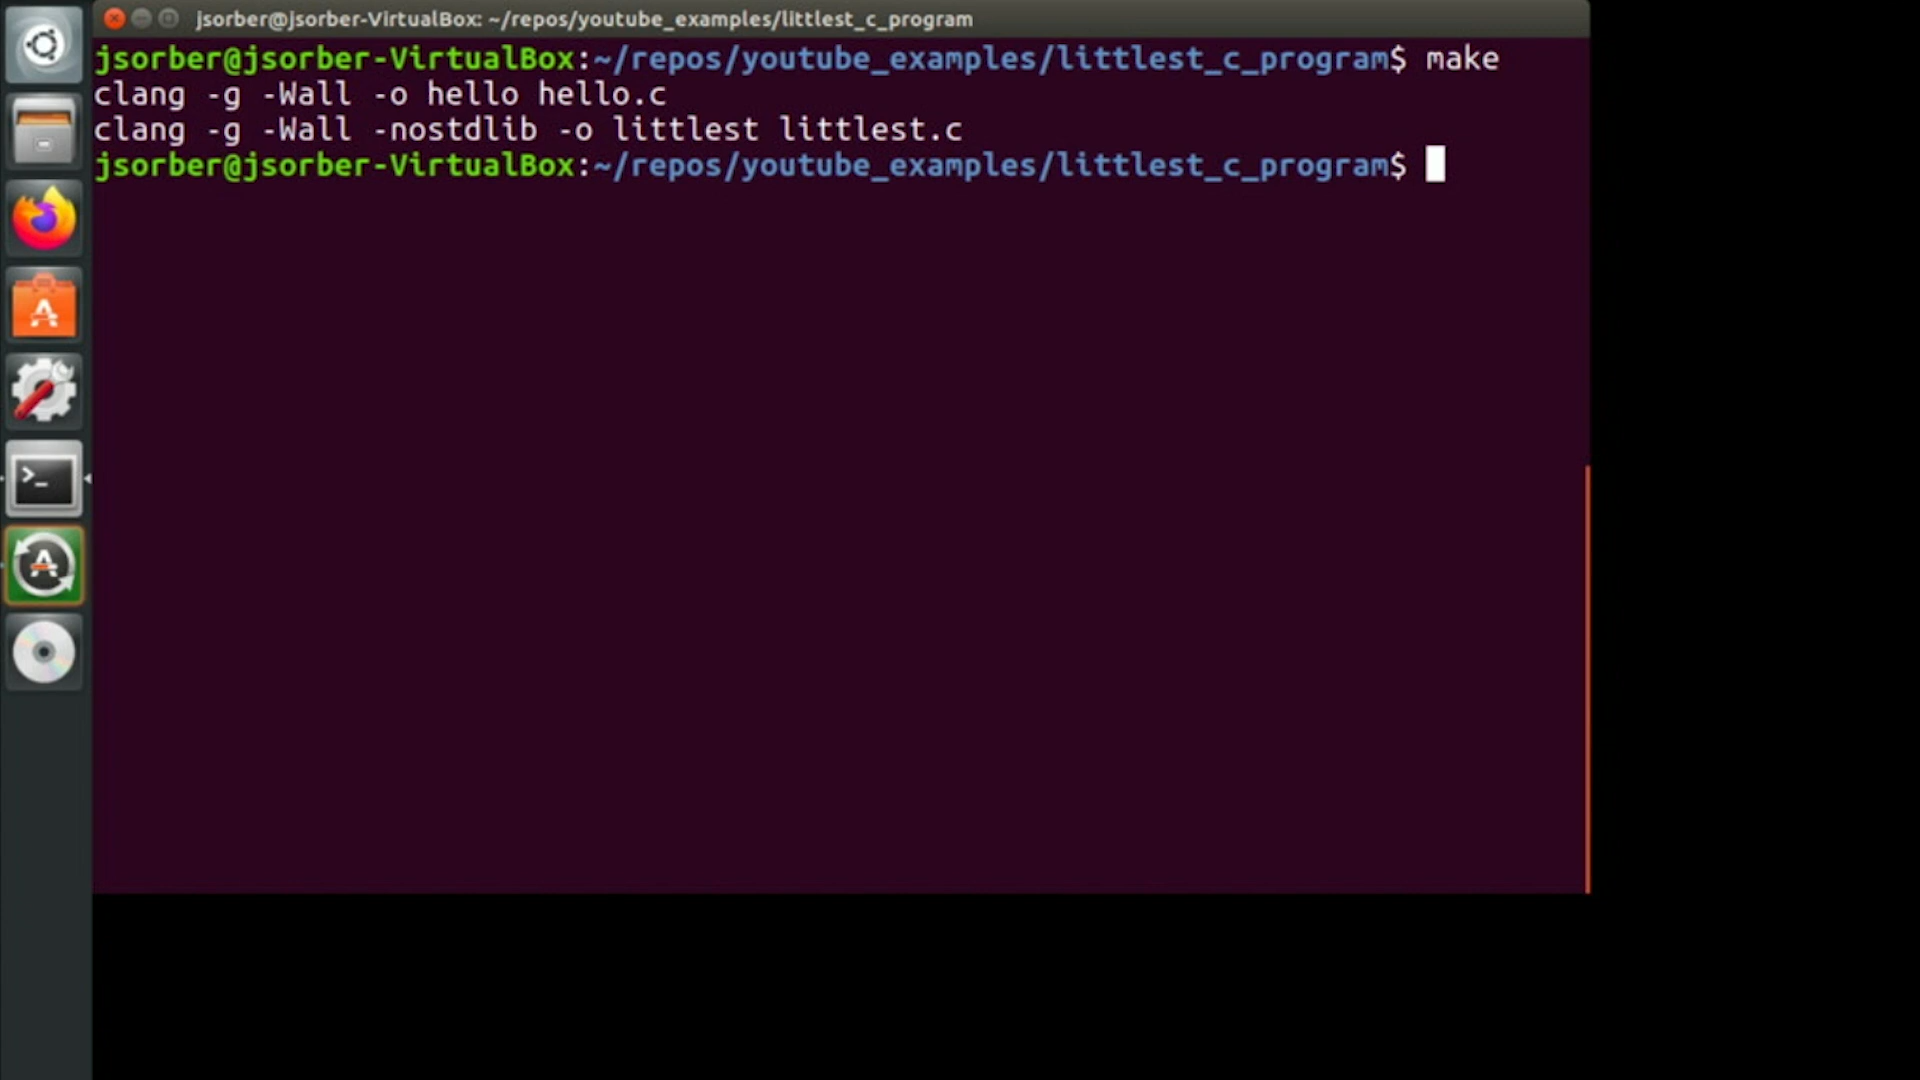 jsorber@jsorber-VirtualBox: ~/repos/youtube_examples/littlest_c_program
jsorber@jsorber-VirtualBox:~/repos/youtube_examples/littlest_c_program$ make
clang -g -Wall -o hello hello.c
clang -g -Wall -nostdlib -o littlest littlest.c
jsorber@jsorber-VirtualBox:~/repos/youtube_examples/littlest_c_program$